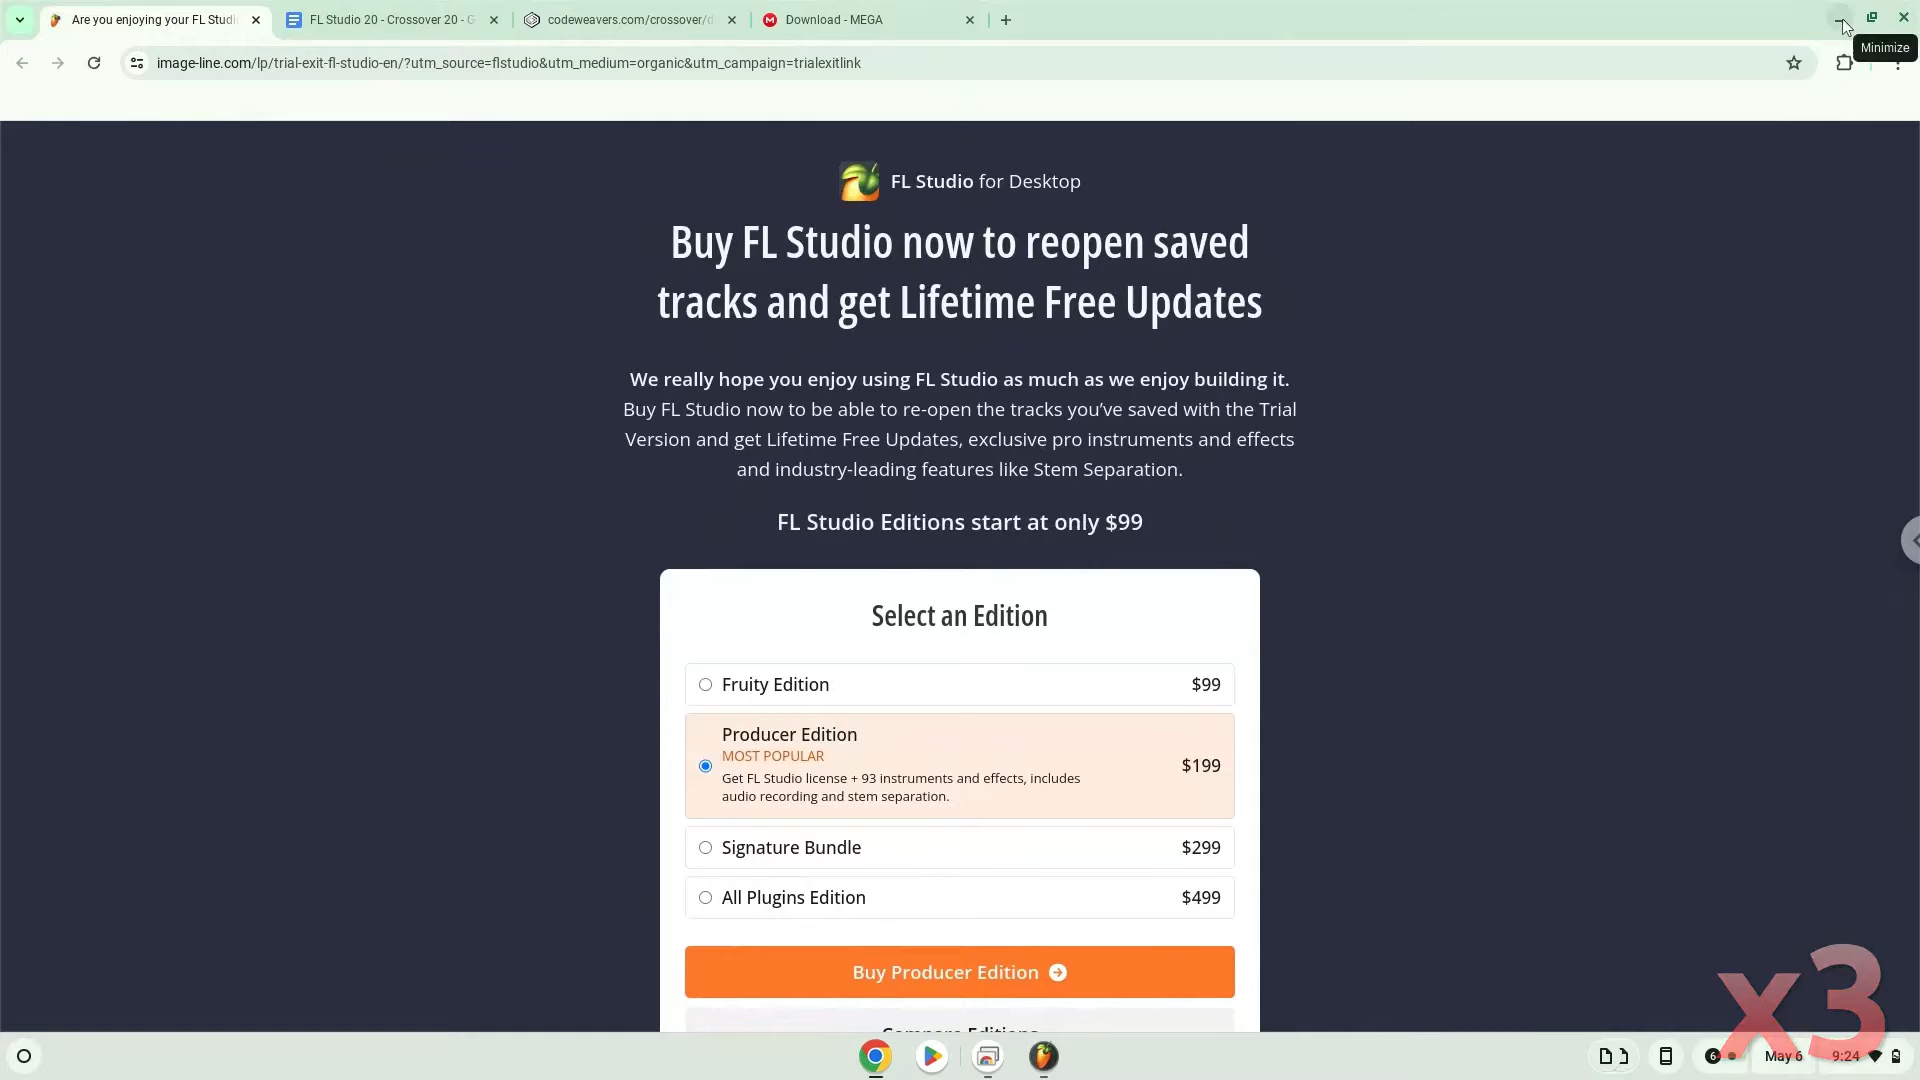 Are you enjoying your FL Studi
FL Studio 20 - Crossover 20 - G
codeweavers.com/crossover/d
Download - MEGA
Minimize
image-line.com/lp/trial-exit-fl-studio-en/?utm_source=flstudio&utm_medium=organic&utm_campaign=trialexitlink
FL Studio for Desktop
Buy FL Studio now to reopen saved
tracks and get Lifetime Free Updates
We really hope you enjoy using FL Studio as much as we enjoy building it.
Buy FL Studio now to be able to re-open the tracks you’ve saved with the Trial
Version and get Lifetime Free Updates, exclusive pro instruments and effects
and industry-leading features like Stem Separation.
FL Studio Editions start at only $99
Select an Edition
Fruity Edition $99
Producer Edition
MOST POPULAR
Get FL Studio license + 93 instruments and effects, includes
audio recording and stem separation.
$199
Signature Bundle $299
All Plugins Edition $499
Buy Producer Edition
Compare Editions
x3
6
May 6
9:24